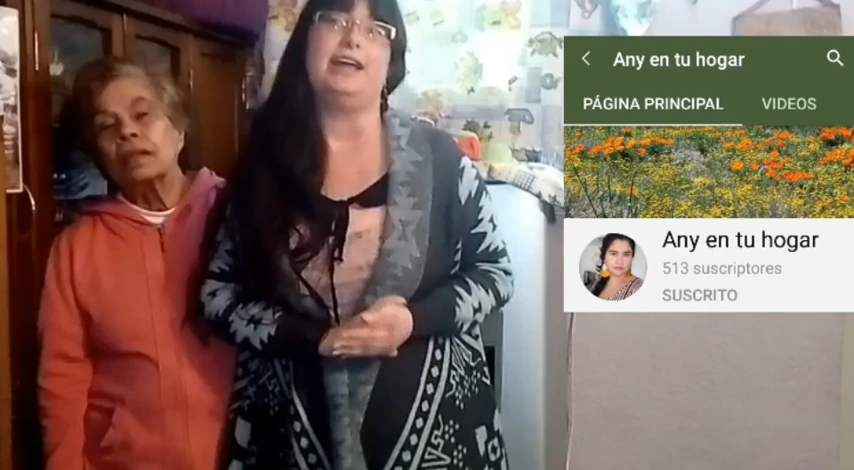 Any en tu hogar
PÁGINA PRINCIPAL VIDEOS
Any en tu hogar
513 suscriptores
SUSCRITO